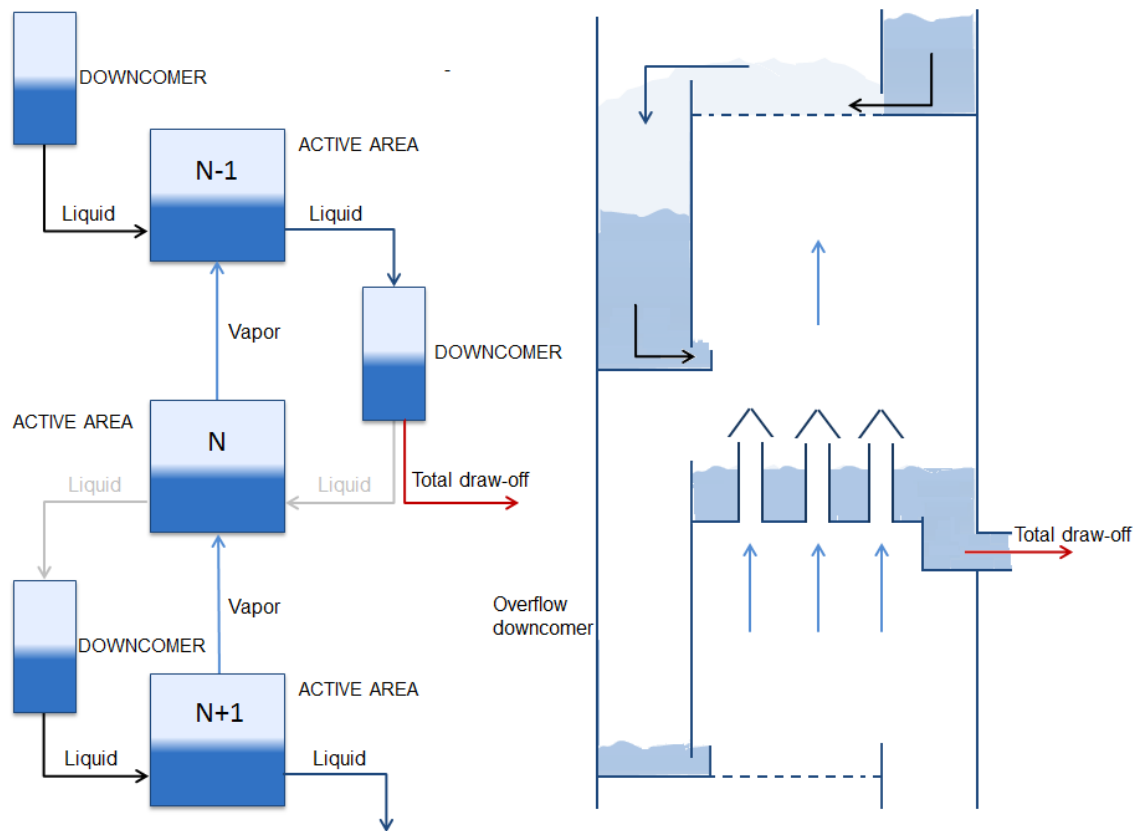 DOWNCOMER
ACTIVE AREA
N-1
Liquid
Liquid
Vapor
DOWNCOMER
ACTIVE AREA
N
Liquid
Liquid
Total draw-off
Vapor
DOWNCOMER
ACTIVE AREA
N+1
Liquid
Liquid
Total draw-off
Overflow
downcomer